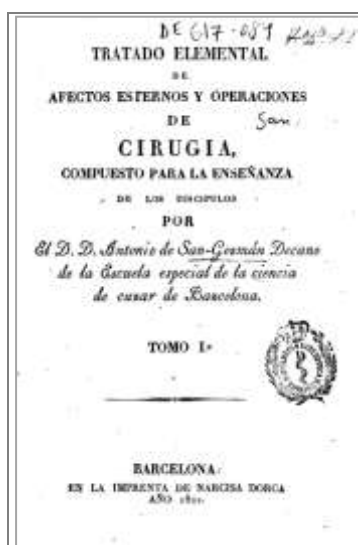 DE 617-089
TRATADO ELEMENTAL
DE
AFECTOS ESTERNOS Y OPERACIONES
DE
San
CIRUGIA,
COMPUESTO PARA LA ENSEÑANZA
DE LOS DISCIPULOS
POR
El D. D. Antonio de San-Germán Decano
de la Escuela especial de la ciencia
de curar de Barcelona.
TOMO I.º
BARCELONA:
EN LA IMPRENTA DE NARCISA DORCA
AÑO